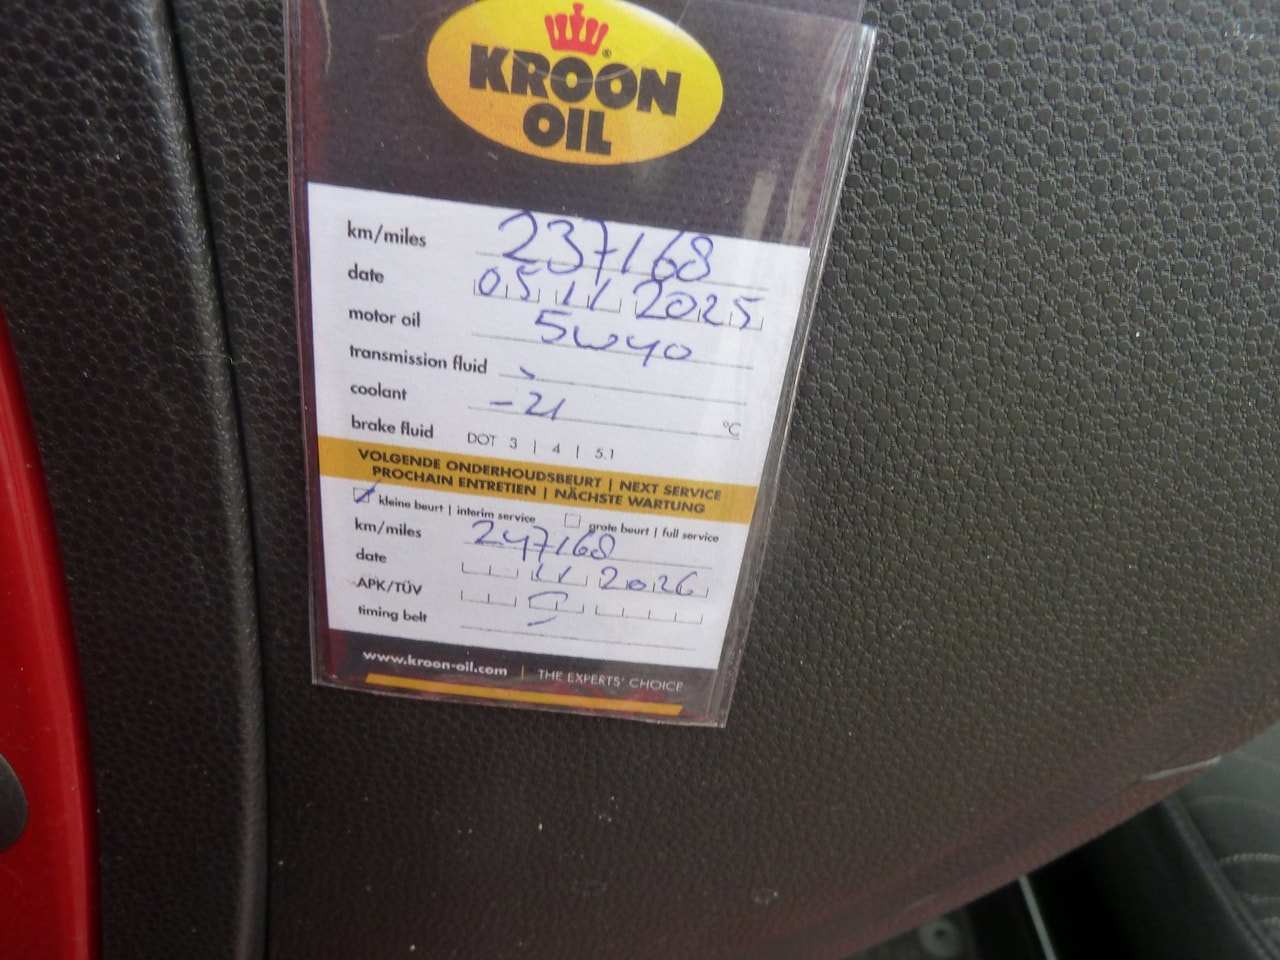 KROON
OIL
km/miles 237168
date 05 11 2025
motor oil 5w40
transmission fluid
coolant -21 °C
brake fluid DOT 3 | 4 | 5.1
VOLGENDE ONDERHOUDSBEURT | NEXT SERVICE
PROCHAIN ENTRETIEN | NÄCHSTE WARTUNG
kleine beurt | interim service grote beurt | full service
km/miles 247168
date 11 2026
APK/TÜV
timing belt
www.kroon-oil.com | THE EXPERTS' CHOICE